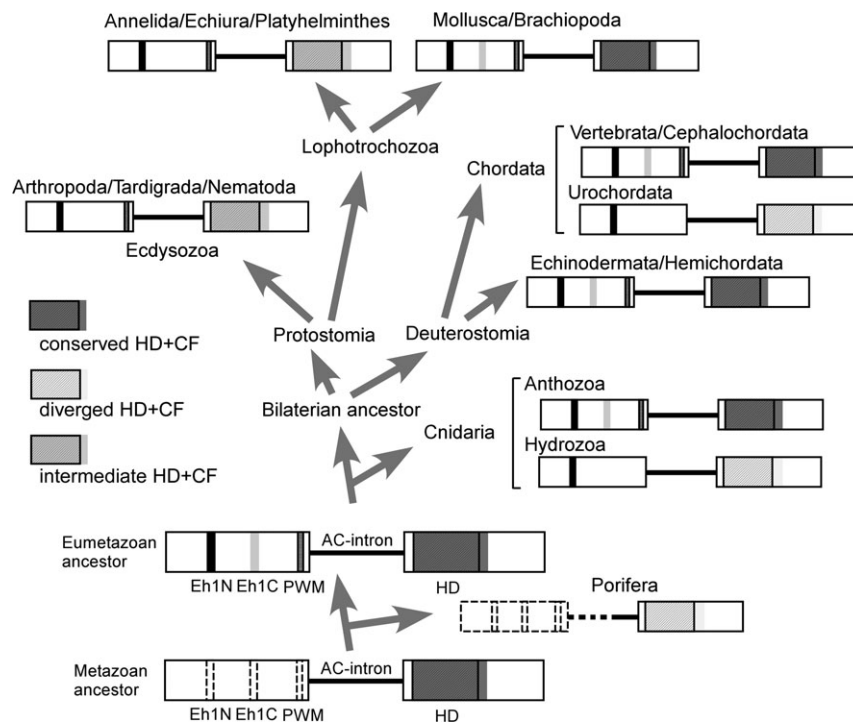 Annelida/Echiura/Platyhelminthes
Mollusca/Brachiopoda
Lophotrochozoa
Vertebrata/Cephalochordata
Chordata
Urochordata
Arthropoda/Tardigrada/Nematoda
Ecdysozoa
Echinodermata/Hemichordata
conserved HD+CF
Protostomia
Deuterostomia
diverged HD+CF
Bilaterian ancestor
Anthozoa
Cnidaria
Hydrozoa
intermediate HD+CF
Eumetazoan
ancestor
AC-intron
Eh1N Eh1C PWM
HD
Porifera
Metazoan
ancestor
AC-intron
Eh1N Eh1C PWM
HD